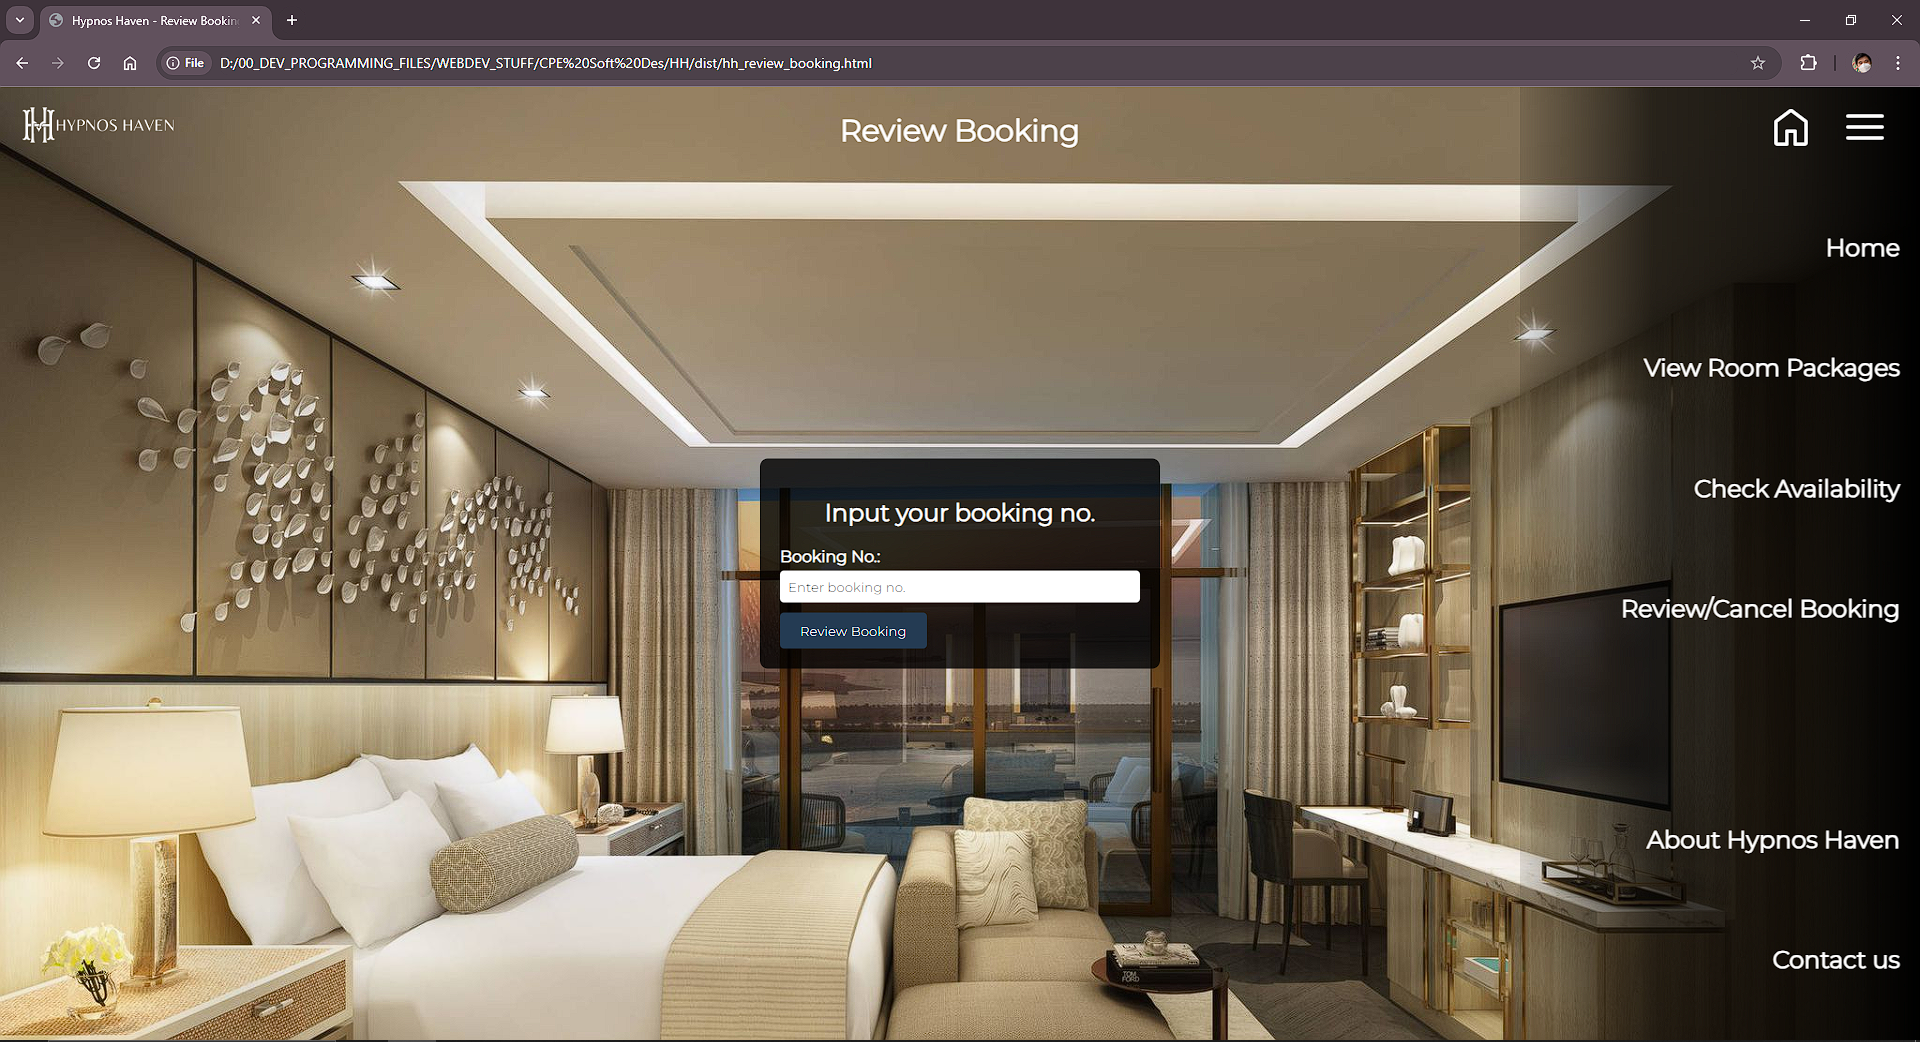 Hypnos Haven - Review Bookin
File
D:/00_DEV_PROGRAMMING_FILES/WEBDEV_STUFF/CPE%20Soft%20Des/HH/dist/hh_review_booking.html
HYPNOS HAVEN
Review Booking
Home
View Room Packages
Check Availability
Input your booking no.
Booking No.:
Enter booking no.
Review Booking
Review/Cancel Booking
About Hypnos Haven
Contact us
TOM
FORD